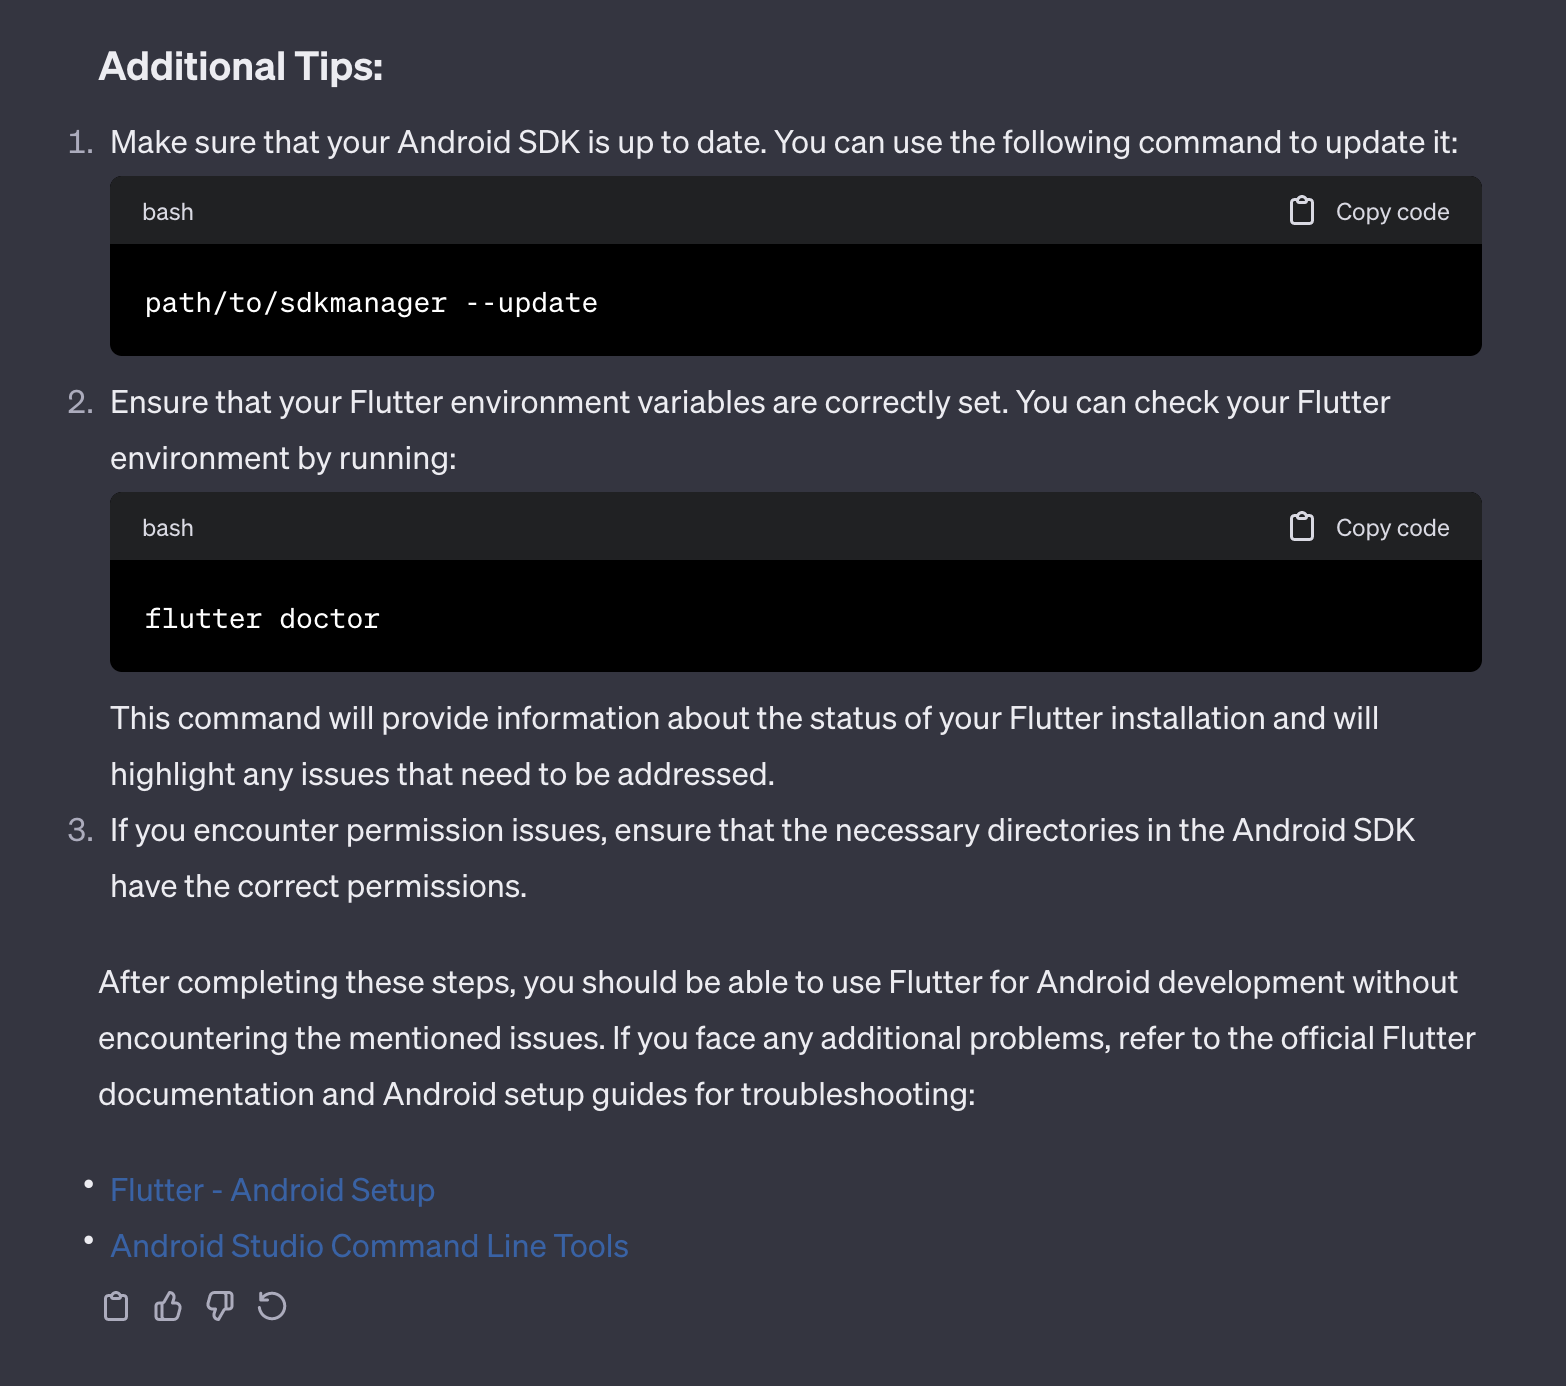 Additional Tips:
1. Make sure that your Android SDK is up to date. You can use the following command to update it:
bash
Copy code
path/to/sdkmanager --update
2. Ensure that your Flutter environment variables are correctly set. You can check your Flutter
environment by running:
bash
Copy code
flutter doctor
This command will provide information about the status of your Flutter installation and will
highlight any issues that need to be addressed.
3. If you encounter permission issues, ensure that the necessary directories in the Android SDK
have the correct permissions.
After completing these steps, you should be able to use Flutter for Android development without
encountering the mentioned issues. If you face any additional problems, refer to the official Flutter
documentation and Android setup guides for troubleshooting:
• Flutter - Android Setup
• Android Studio Command Line Tools